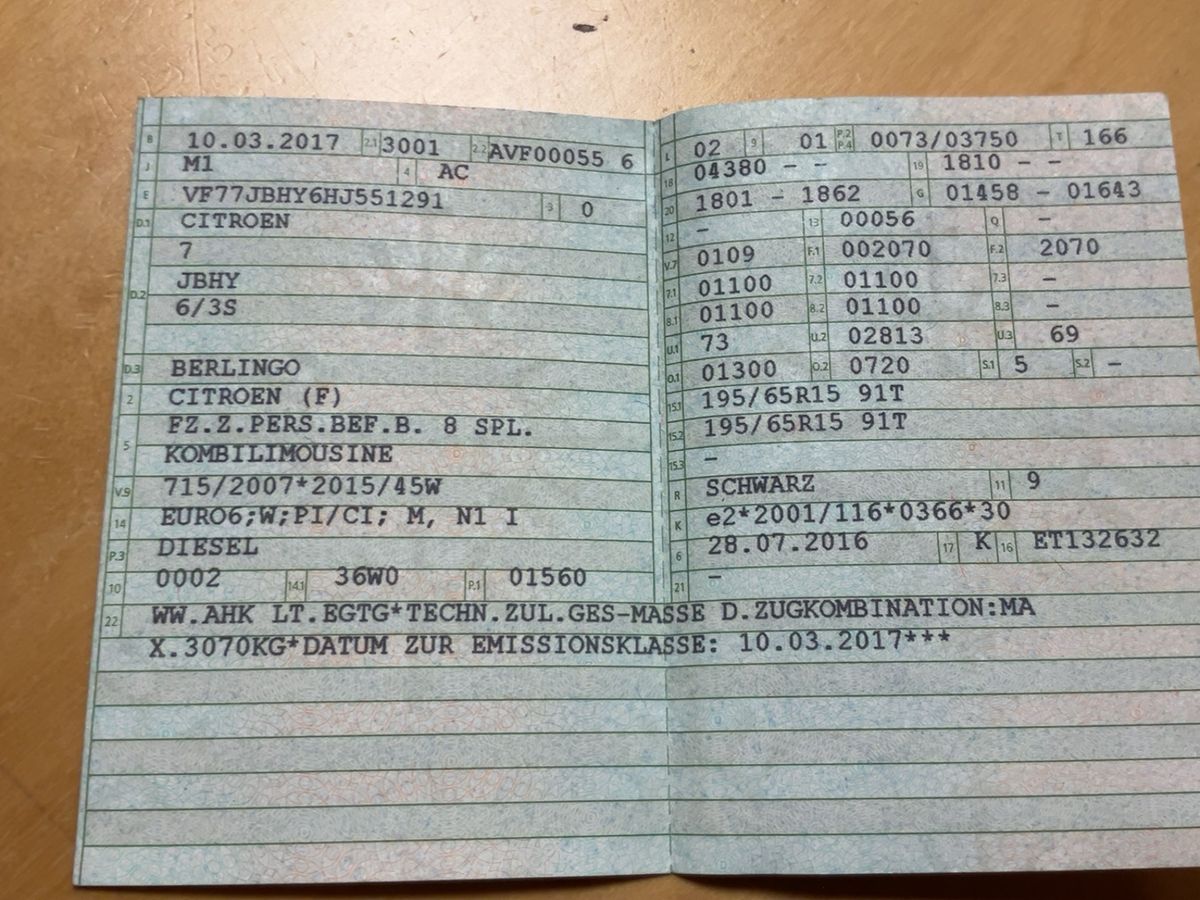 B 10.03.2017 2.1 3001 2.2 AVF00055 6
J M1 4 AC
E VF77JBHY6HJ551291 3 0
D.1 CITROEN
7
D.2 JBHY
6/3S
D.3 BERLINGO
2 CITROEN (F)
5 FZ.Z.PERS.BEF.B. 8 SPL.
KOMBILIMOUSINE
V.9 715/2007*2015/45W
14 EURO6;W;PI/CI; M, N1 I
P.3 DIESEL
10 0002 14.1 36W0 P.1 01560
L 02 9 01 P.2 P.4 0073/03750 T 166
18 04380 - - 19 1810 - -
20 1801 - 1862 G 01458 - 01643
12 - 13 00056 Q -
V.7 0109 F.1 002070 F.2 2070
7.1 01100 7.2 01100 7.3 -
8.1 01100 8.2 01100 8.3 -
U.1 73 U.2 02813 U.3 69
O.1 01300 O.2 0720 S.1 5 S.2 -
15.1 195/65R15 91T
15.2 195/65R15 91T
15.3 -
R SCHWARZ 11 9
K e2*2001/116*0366*30
6 28.07.2016 17 K 16 ET132632
21 -
22 WW.AHK LT.EGTG*TECHN.ZUL.GES-MASSE D.ZUGKOMBINATION:MA
X.3070KG*DATUM ZUR EMISSIONSKLASSE: 10.03.2017***